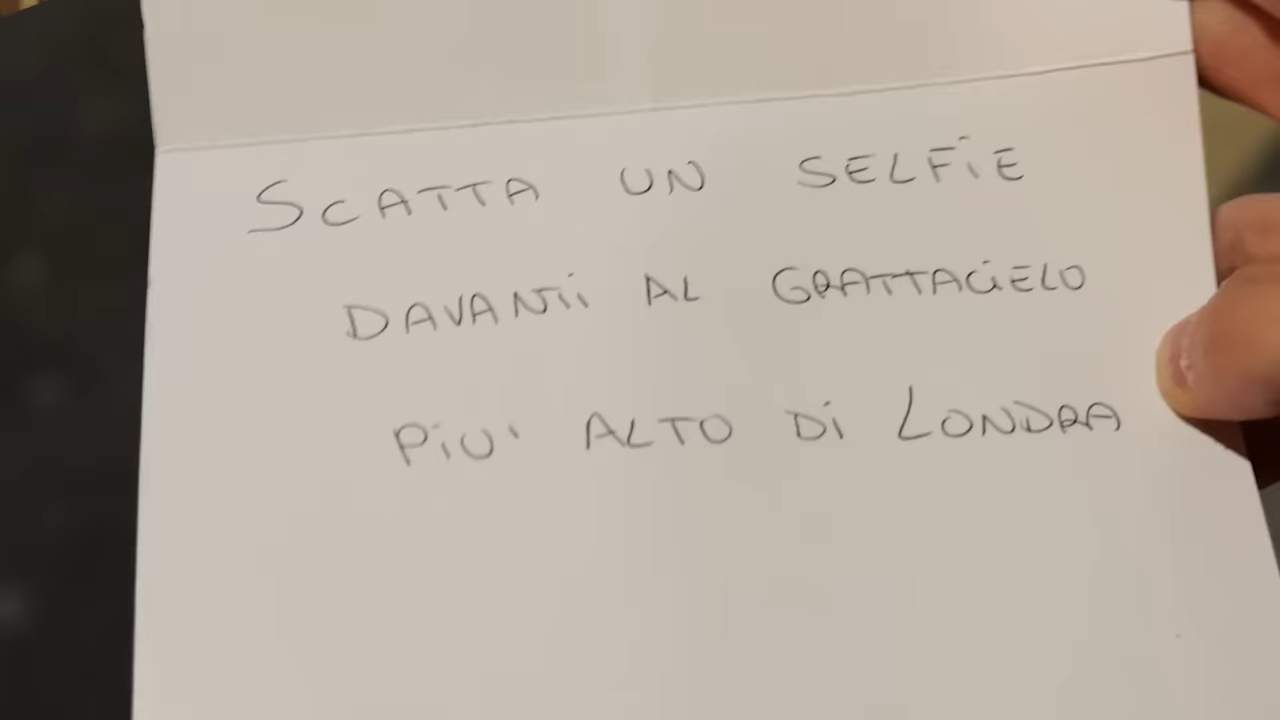 SCATTA UN SELFIE
DAVANTI AL GRATTACIELO
PIU' ALTO DI LONDRA